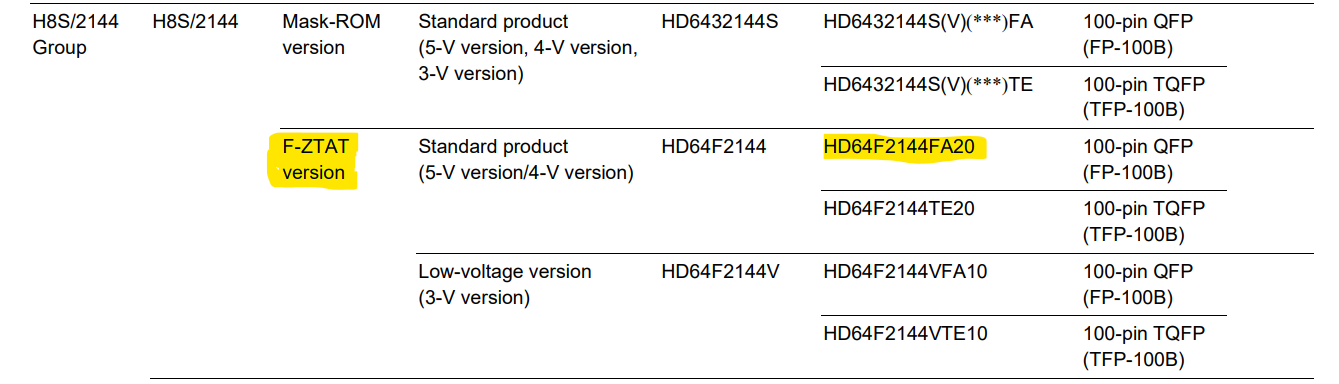 H8S/2144 H8S/2144 Mask-ROM Standard product HD6432144S HD6432144S(V)(***)FA 100-pin QFP
Group version (5-V version, 4-V version, (FP-100B)
3-V version)
HD6432144S(V)(***)TE 100-pin TQFP
(TFP-100B)
F-ZTAT Standard product HD64F2144 HD64F2144FA20 100-pin QFP
version (5-V version/4-V version) (FP-100B)
HD64F2144TE20 100-pin TQFP
(TFP-100B)
Low-voltage version HD64F2144V HD64F2144VFA10 100-pin QFP
(3-V version) (FP-100B)
HD64F2144VTE10 100-pin TQFP
(TFP-100B)